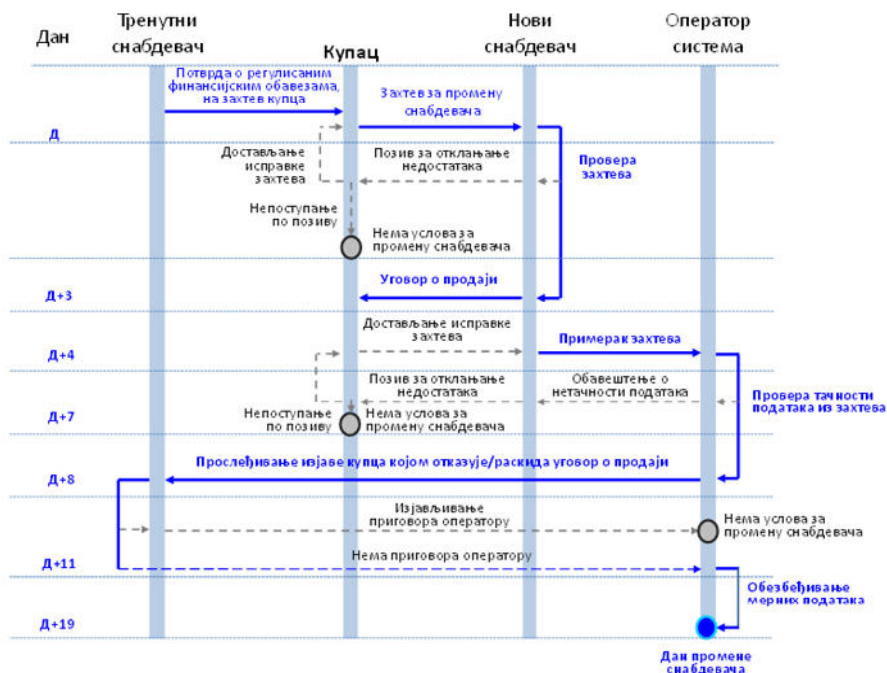 Дан
Тренутни
снабдевач
Купац
Нови
снабдевач
Оператор
система
Потврда о регулисаним
финансијским обавезама,
на захтев купца
Захтев за промену
снабдевача
Д
Достављање
исправке
захтева
Позив за отклањање
недостатака
Провера
захтева
Непоступање
по позиву
Нема услова за
промену снабдевача
Уговор о продаји
Д+3
Достављање исправке
захтева
Примерак захтева
Д+4
Позив за отклањање
недостатака
Обавештење о
нетачности података
Провера тачности
података из захтева
Д+7
Непоступање
по позиву
Нема услова за
промену снабдевача
Прослеђивање изјаве купца којом отказује/раскида уговор о продаји
Д+8
Изјављивање
приговора оператору
Нема услова за
промену снабдевача
Нема приговора оператору
Д+11
Обезбеђивање
мерних података
Д+19
Дан промене
снабдевача